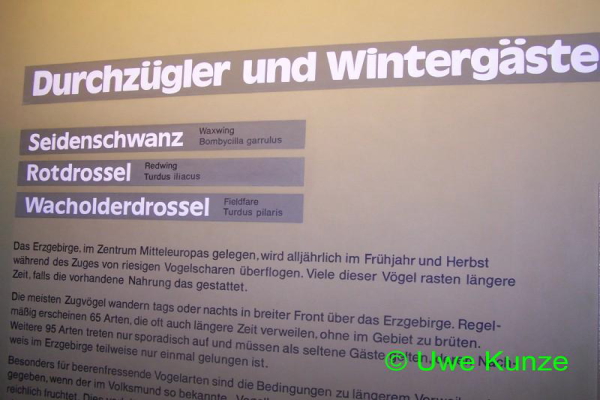 Durchzügler und Wintergäste
Seidenschwanz
Waxwing
Bombycilla garrulus
Rotdrossel
Redwing
Turdus iliacus
Wacholderdrossel
Fieldfare
Turdus pilaris
Das Erzgebirge, im Zentrum Mitteleuropas gelegen, wird alljährlich im Frühjahr und Herbst
während des Zuges von riesigen Vogelscharen überflogen. Viele dieser Vögel rasten längere
Zeit, falls die vorhandene Nahrung das gestattet.
Die meisten Zugvögel wandern tags oder nachts in breiter Front über das Erzgebirge. Regel-
mäßig erscheinen 65 Arten, die oft auch längere Zeit verweilen, ohne im Gebiet zu brüten.
Weitere 95 Arten treten nur sporadisch auf und müssen als seltene Gäste gelten, deren Nach-
weis im Erzgebirge teilweise nur einmal gelungen ist.
Besonders für beerenfressende Vogelarten sind die Bedingungen zu längerem
gegeben, wenn der im Volksmund so bekannte
reichlich fruchtet.
© Uwe Kunze